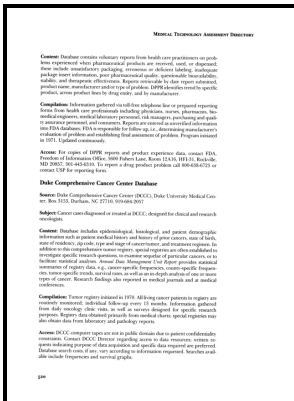 MEDICAL TECHNOLOGY ASSESSMENT DIRECTORY
Content: Database contains voluntary reports from health care practitioners on prob-
lems experienced when pharmaceutical products are received, used, or dispensed;
these include unsatisfactory packaging, erroneous or deficient labeling, inadequate
package insert information, poor pharmaceutical quality, questionable bioavailability,
stability, and therapeutic effectiveness. Reports retrievable by date report submitted,
product name, manufacturer and/or type of problem. DPPR identifies trend by specific
product, across product lines by drug entity, and by manufacturer.
Compilation: Information gathered via toll-free telephone line or prepared reporting
forms from health care professionals including physicians, nurses, pharmacists, bio-
medical engineers, medical laboratory personnel, risk managers, purchasing and quali-
ty assurance personnel, and consumers. Reports are entered as unverified information
into FDA databases; FDA is responsible for follow up, i.e., determining manufacturer's
evaluation of problem and establishing final assessment of problem. Program initiated
in 1971. Updated continuously.
Access: For copies of DPPR reports and product experience data, contact FDA,
Freedom of Information Office, 5600 Fishers Lane, Room 12A16, HFI-35, Rockville,
MD 20857, 301-443-6310. To report a drug product problem call 800-638-6725 or
contact USP for reporting form.
Duke Comprehensive Cancer Center Database
Source: Duke Comprehensive Cancer Center (DCCC), Duke University Medical Cen-
ter, Box 3135, Durham, NC 27710, 919-684-2057
Subject: Cancer cases diagnosed or treated at DCCC; designed for clinical and research
oncologists.
Content: Database includes epidemiological, histological, and patient demographic
information such as patient medical history and history of prior cancers, state of birth,
state of residency, zip code, type and stage of cancer/tumor, and treatment regimen. In
addition to this comprehensive tumor registry, special registries are often established to
investigate specific research questions, to examine sequelae of particular cancers, or to
facilitate statistical analyses. Annual Data Management Unit Report provides statistical
summaries of registry data, e.g., cancer-specific frequencies, county-specific frequen-
cies, tumor-specific trends, survival rates, as well as an in-depth analysis of one or more
types of cancer. Research findings also reported in medical journals and at medical
conferences.
Compilation: Tumor registry initiated in 1970. All living cancer patients in registry are
routinely monitored; individual follow-up every 13 months. Information gathered
from daily oncology clinic visits, as well as surveys designed for specific research
purposes. Registry data obtained primarily from medical charts; special registries may
also obtain data from laboratory and pathology reports.
Access: DCCC computer tapes are not in public domain due to patient confidentiality
constraints. Contact DCCC Director regarding access to data resources; written re-
quests indicating purpose of data acquisition and specific data required are preferred.
Database search costs, if any, vary according to information requested. Searches avail-
able include frequencies and survival graphs.
520